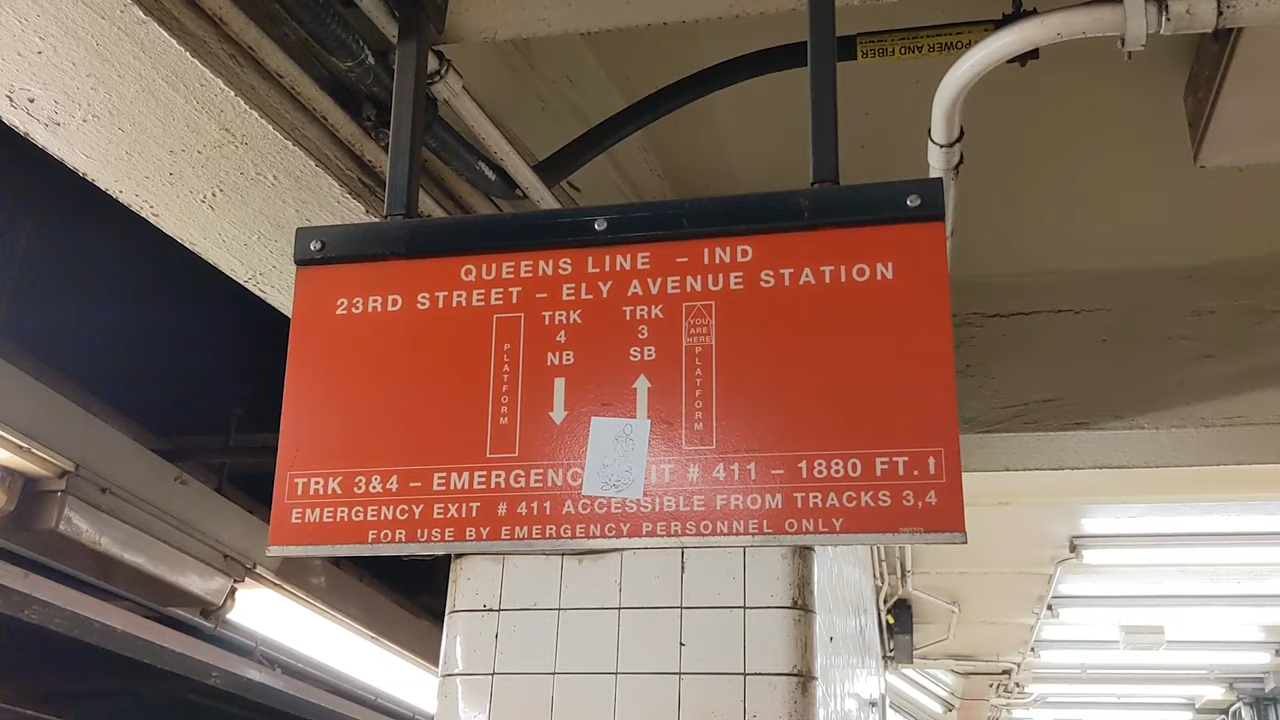 POWER AND FIBER
QUEENS LINE – IND
23RD STREET – ELY AVENUE STATION
TRK
4
NB
TRK
3
SB
PLATFORM
YOU
ARE
HERE
PLATFORM
TRK 3&4 – EMERGENC IT # 411 – 1880 FT.
EMERGENCY EXIT # 411 ACCESSIBLE FROM TRACKS 3,4
FOR USE BY EMERGENCY PERSONNEL ONLY